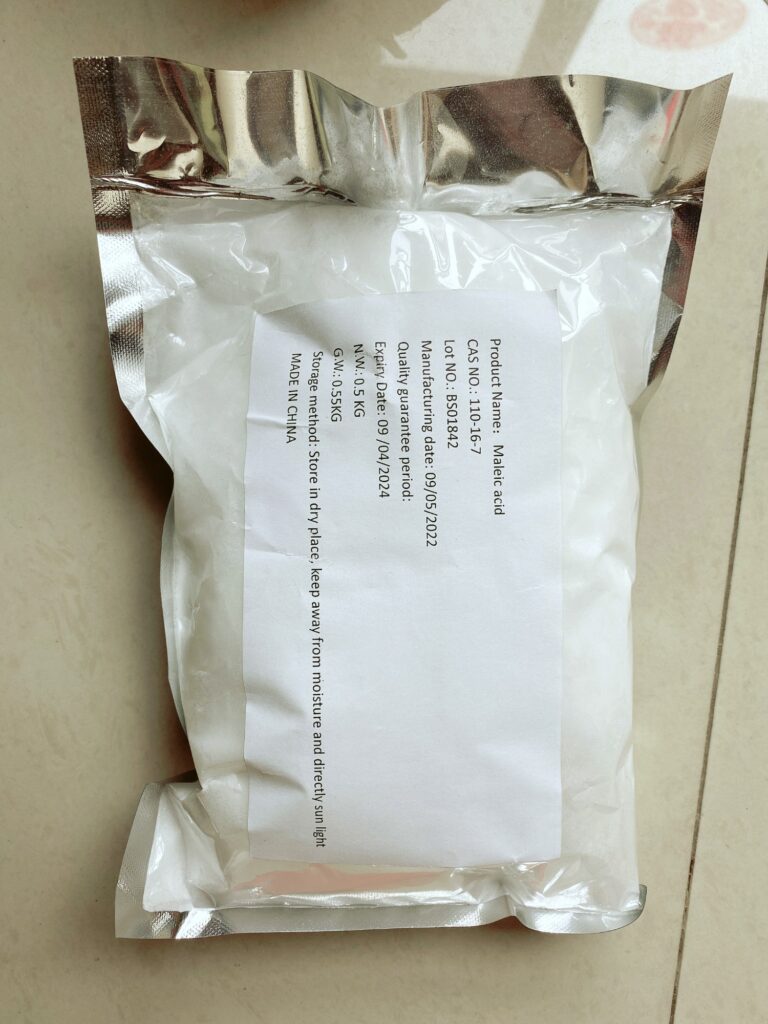 Product Name： Maleic acid
CAS NO.: 110-16-7
Lot NO.: BS01842
Manufacturing date: 09/05/2022
Quality guarantee period:
Expiry Date: 09 /04/2024
N.W.: 0.5 KG
G.W.: 0.55KG
Storage method: Store in dry place, keep away from moisture and directly sun light
MADE IN CHINA